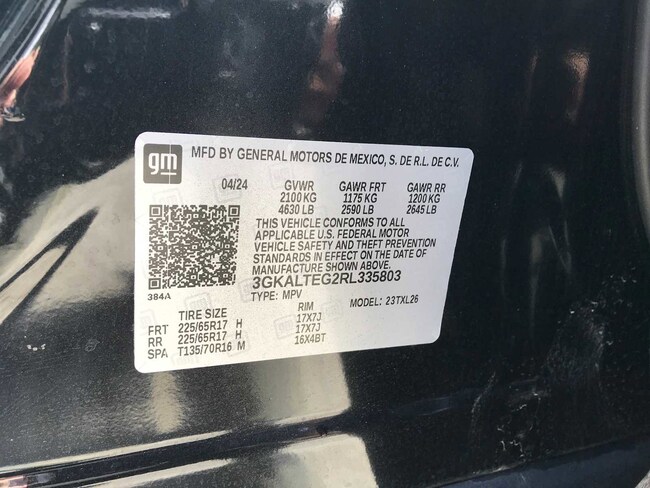 gm MFD BY GENERAL MOTORS DE MEXICO, S. DE R.L. DE C.V.
04/24 GVWR GAWR FRT GAWR RR
2100 KG 1175 KG 1200 KG
4630 LB 2590 LB 2645 LB
THIS VEHICLE CONFORMS TO ALL
APPLICABLE U.S. FEDERAL MOTOR
VEHICLE SAFETY AND THEFT PREVENTION
STANDARDS IN EFFECT ON THE DATE OF
MANUFACTURE SHOWN ABOVE.
3GKALTEG2RL335803
384A TYPE: MPV MODEL: 23TXL26
TIRE SIZE RIM
FRT 225/65R17 H 17X7J
RR 225/65R17 H 17X7J
SPA T135/70R16 M 16X4BT